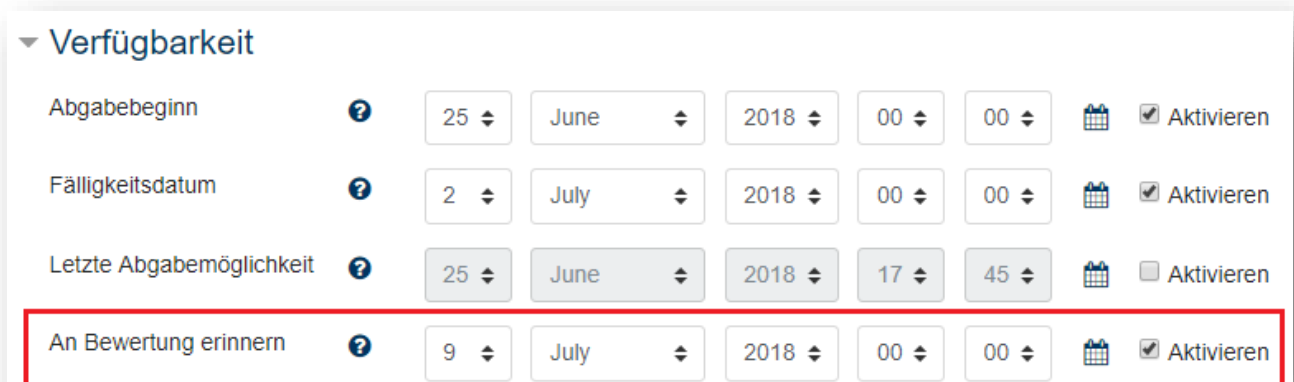 Verfügbarkeit
Abgabebeginn ? 25 June 2018 00 00 Aktivieren
Fälligkeitsdatum ? 2 July 2018 00 00 Aktivieren
Letzte Abgabemöglichkeit ? 25 June 2018 17 45 Aktivieren
An Bewertung erinnern ? 9 July 2018 00 00 Aktivieren